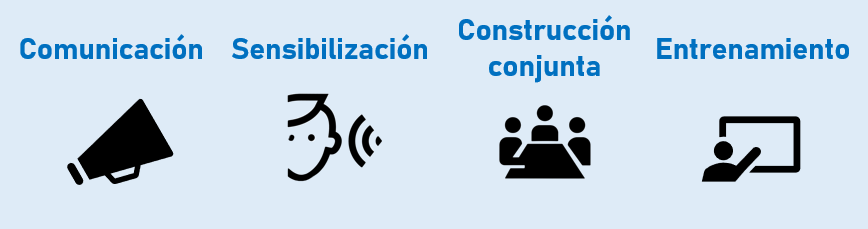 Comunicación
Sensibilización
Construcción
conjunta
Entrenamiento